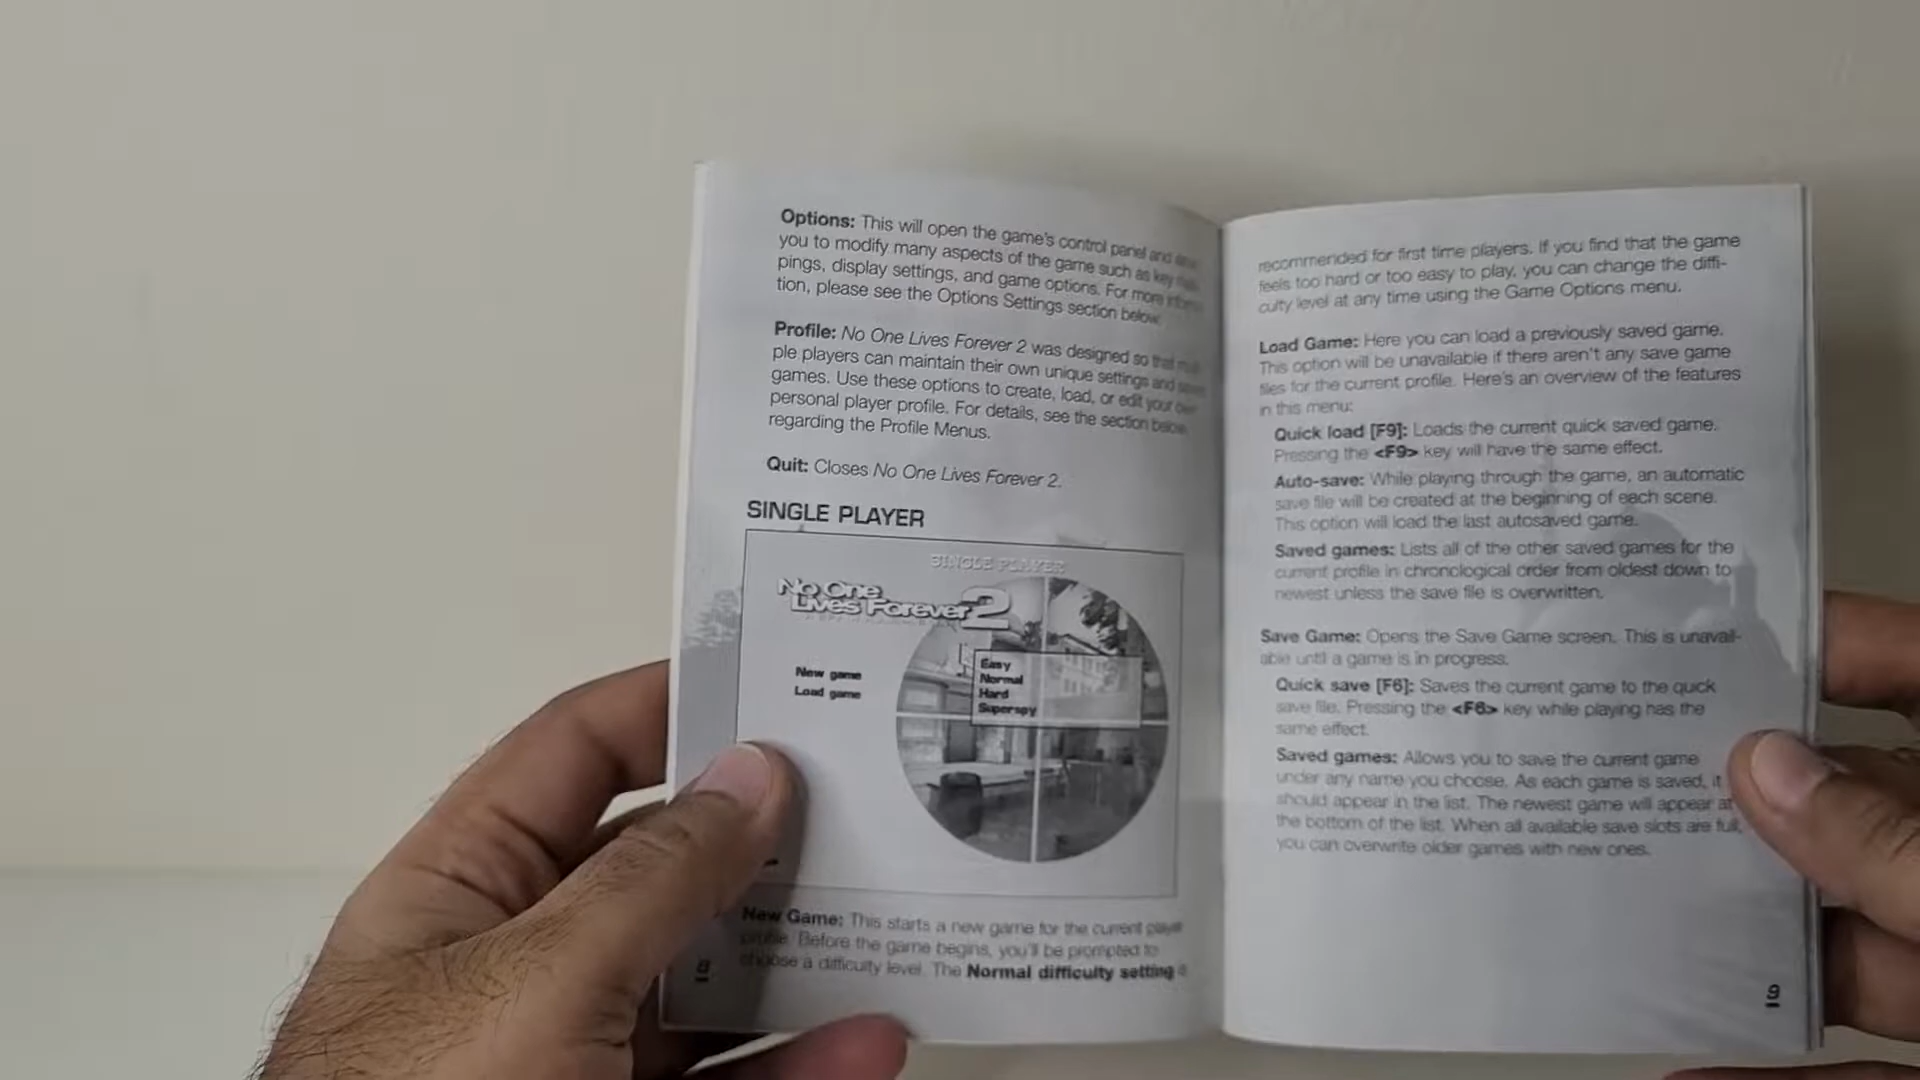 Options: This will open the game's control panel and
you to modify many aspects of the game such as key
pings, display settings, and game options. For more
tion, please see the Options Settings section below.
Profile: No One Lives Forever 2 was designed so that
ple players can maintain their own unique settings and
games. Use these options to create, load, or edit your
personal player profile. For details, see the section below
regarding the Profile Menus.
Quit: Closes No One Lives Forever 2.
SINGLE PLAYER
SINGLE PLAYER
No One
Lives Forever 2
New game
Load game
Easy
Normal
Hard
Superspy
New Game: This starts a new game for the current player
profile. Before the game begins, you'll be prompted to
choose a difficulty level. The Normal difficulty setting
8
recommended for first time players. If you find that the game
feels too hard or too easy to play, you can change the diffi-
culty level at any time using the Game Options menu.
Load Game: Here you can load a previously saved game.
This option will be unavailable if there aren't any save game
files for the current profile. Here's an overview of the features
in this menu:
Quick load [F9]: Loads the current quick saved game.
Pressing the <F9> key will have the same effect.
Auto-save: While playing through the game, an automatic
save file will be created at the beginning of each scene.
This option will load the last autosaved game.
Saved games: Lists all of the other saved games for the
current profile in chronological order from oldest down to
newest unless the save file is overwritten.
Save Game: Opens the Save Game screen. This is unavail-
able until a game is in progress.
Quick save [F6]: Saves the current game to the quick
save file. Pressing the <F6> key while playing has the
same effect.
Saved games: Allows you to save the current game
under any name you choose. As each game is saved, it
should appear in the list. The newest game will appear at
the bottom of the list. When all available save slots are full,
you can overwrite older games with new ones.
9